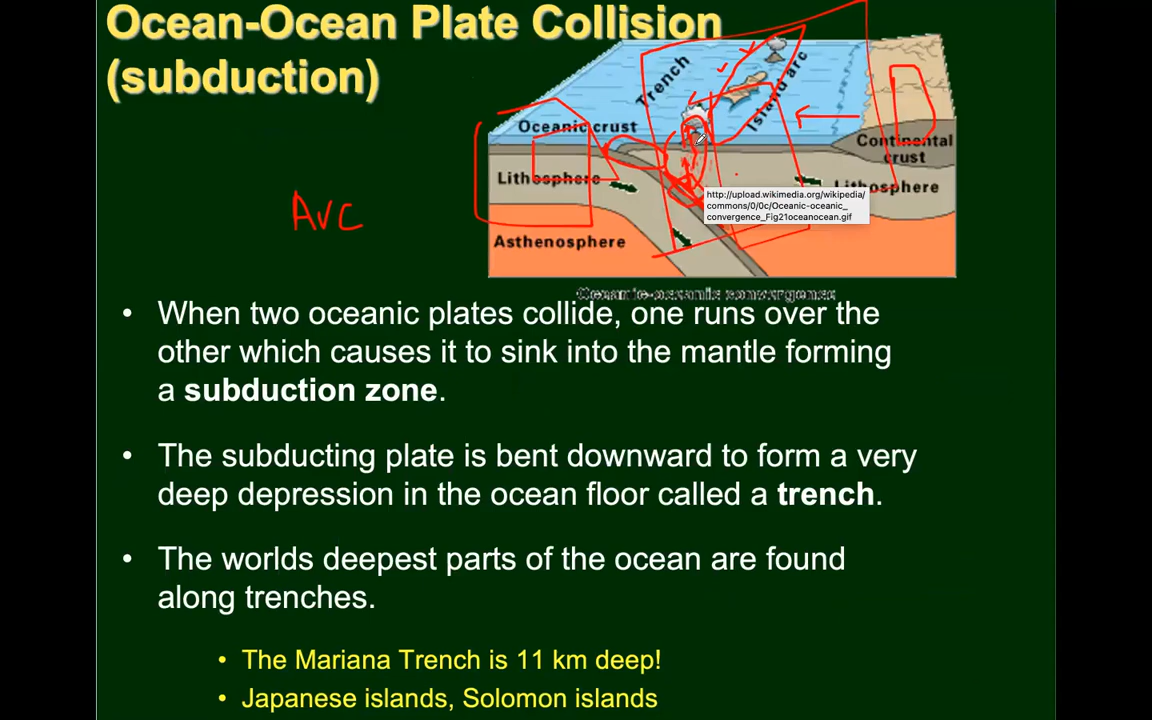 Ocean-Ocean Plate Collision
(subduction)
Trench
Island arc
Oceanic crust
Continental
crust
Lithosphere
Lithosphere
http://upload.wikimedia.org/wikipedia/
commons/0/0c/Oceanic-oceanic_
convergence_Fig21oceanocean.gif
Avc
Asthenosphere
Oceanic-oceanic convergence
• When two oceanic plates collide, one runs over the
other which causes it to sink into the mantle forming
a subduction zone.
• The subducting plate is bent downward to form a very
deep depression in the ocean floor called a trench.
• The worlds deepest parts of the ocean are found
along trenches.
• The Mariana Trench is 11 km deep!
• Japanese islands, Solomon islands